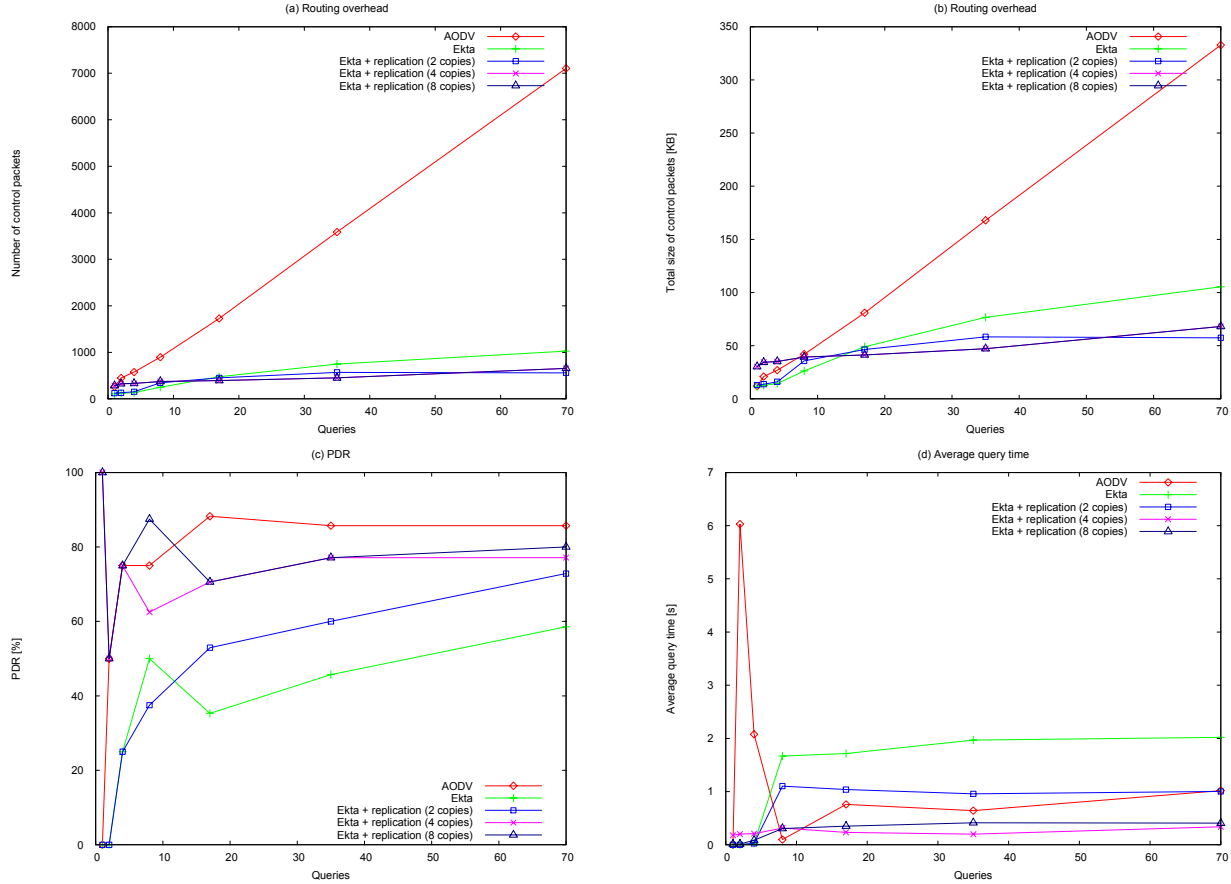 (a) Routing overhead
Number of control packets
8000
7000
6000
5000
4000
3000
2000
1000
0
0 10 20 30 40 50 60 70
Queries
AODV
Ekta
Ekta + replication (2 copies)
Ekta + replication (4 copies)
Ekta + replication (8 copies)
(b) Routing overhead
Total size of control packets [KB]
350
300
250
200
150
100
50
0
0 10 20 30 40 50 60 70
Queries
AODV
Ekta
Ekta + replication (2 copies)
Ekta + replication (4 copies)
Ekta + replication (8 copies)
(c) PDR
PDR [%]
100
80
60
40
20
0
0 10 20 30 40 50 60 70
Queries
AODV
Ekta
Ekta + replication (2 copies)
Ekta + replication (4 copies)
Ekta + replication (8 copies)
(d) Average query time
Average query time [s]
7
6
5
4
3
2
1
0
0 10 20 30 40 50 60 70
Queries
AODV
Ekta
Ekta + replication (2 copies)
Ekta + replication (4 copies)
Ekta + replication (8 copies)